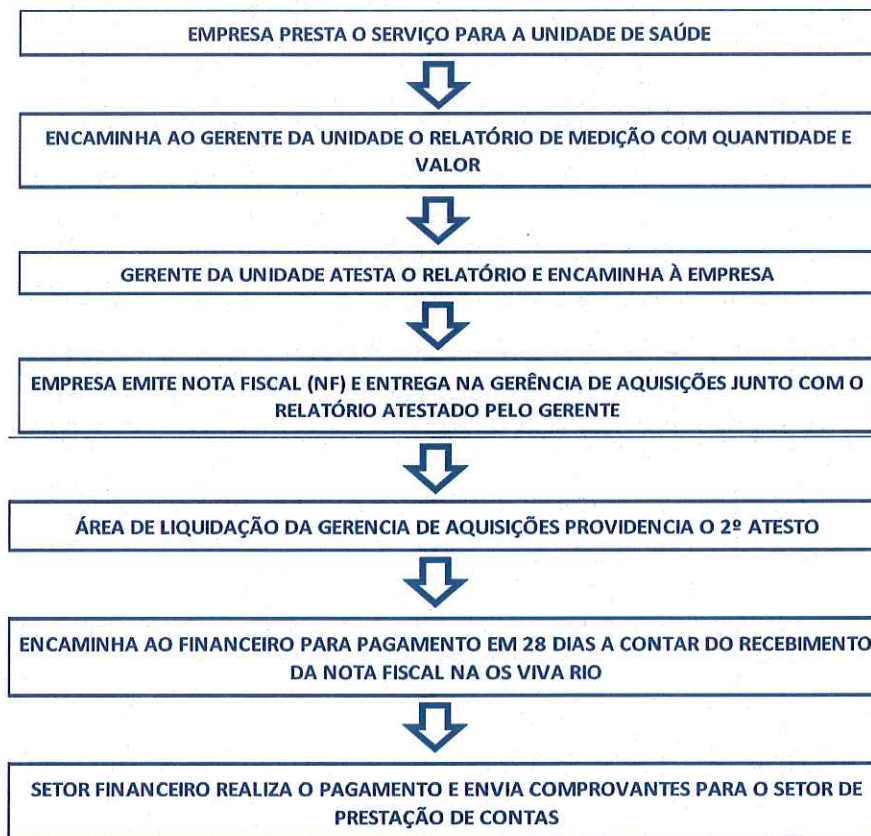 EMPRESA PRESTA O SERVIÇO PARA A UNIDADE DE SAÚDE
ENCAMINHA AO GERENTE DA UNIDADE O RELATÓRIO DE MEDIÇÃO COM QUANTIDADE E
VALOR
GERENTE DA UNIDADE ATESTA O RELATÓRIO E ENCAMINHA À EMPRESA
EMPRESA EMITE NOTA FISCAL (NF) E ENTREGA NA GERÊNCIA DE AQUISIÇÕES JUNTO COM O
RELATÓRIO ATESTADO PELO GERENTE
ÁREA DE LIQUIDAÇÃO DA GERENCIA DE AQUISIÇÕES PROVIDENCIA O 2º ATESTO
ENCAMINHA AO FINANCEIRO PARA PAGAMENTO EM 28 DIAS A CONTAR DO RECEBIMENTO
DA NOTA FISCAL NA OS VIVA RIO
SETOR FINANCEIRO REALIZA O PAGAMENTO E ENVIA COMPROVANTES PARA O SETOR DE
PRESTAÇÃO DE CONTAS